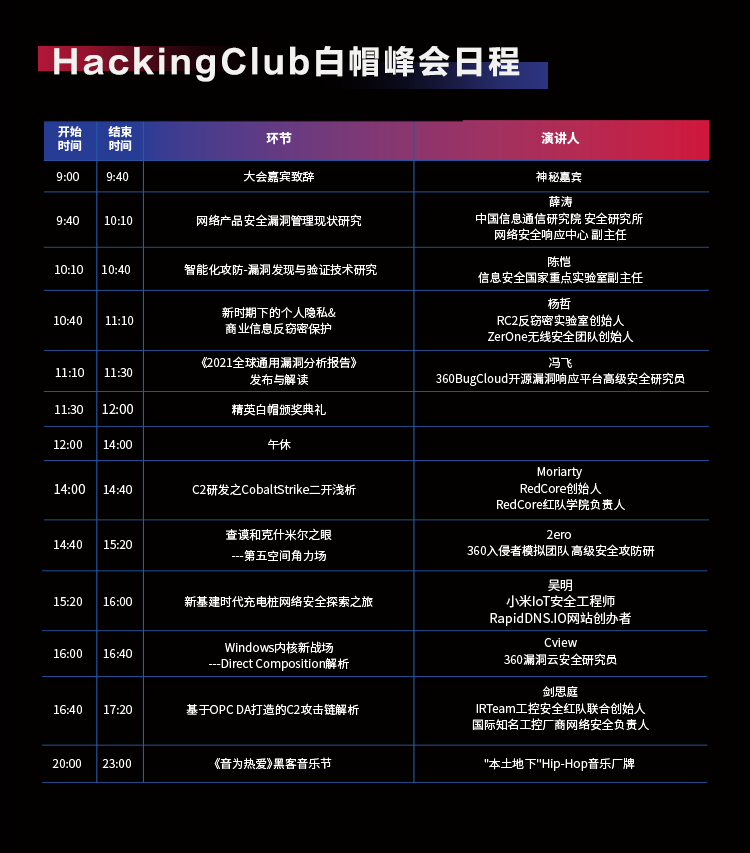 HackingClub白帽峰会日程
开始
时间
结束
时间
环节
演讲人
9:00 9:40 大会嘉宾致辞 神秘嘉宾
9:40 10:10 网络产品安全漏洞管理现状研究
薛涛
中国信息通信研究院 安全研究所
网络安全响应中心 副主任
10:10 10:40 智能化攻防-漏洞发现与验证技术研究
陈恺
信息安全国家重点实验室副主任
10:40 11:10
新时期下的个人隐私&
商业信息反窃密保护
杨哲
RC2反窃密实验室创始人
ZerOne无线安全团队创始人
11:10 11:30
《2021全球通用漏洞分析报告》
发布与解读
冯飞
360BugCloud开源漏洞响应平台高级安全研究员
11:30 12:00 精英白帽颁奖典礼
12:00 14:00 午休
14:00 14:40 C2研发之CobaltStrike二开浅析
Moriarty
RedCore创始人
RedCore红队学院负责人
14:40 15:20
查谟和克什米尔之眼
---第五空间角力场
2ero
360入侵者模拟团队 高级安全攻防研
15:20 16:00 新基建时代充电桩网络安全探索之旅
吴明
小米IoT安全工程师
RapidDNS.IO网站创办者
16:00 16:40
Windows内核新战场
---Direct Composition解析
Cview
360漏洞云安全研究员
16:40 17:20 基于OPC DA打造的C2攻击链解析
剑思庭
IRTeam工控安全红队联合创始人
国际知名工控厂商网络安全负责人
20:00 23:00 《音为热爱》黑客音乐节 "本土地下"Hip-Hop音乐厂牌